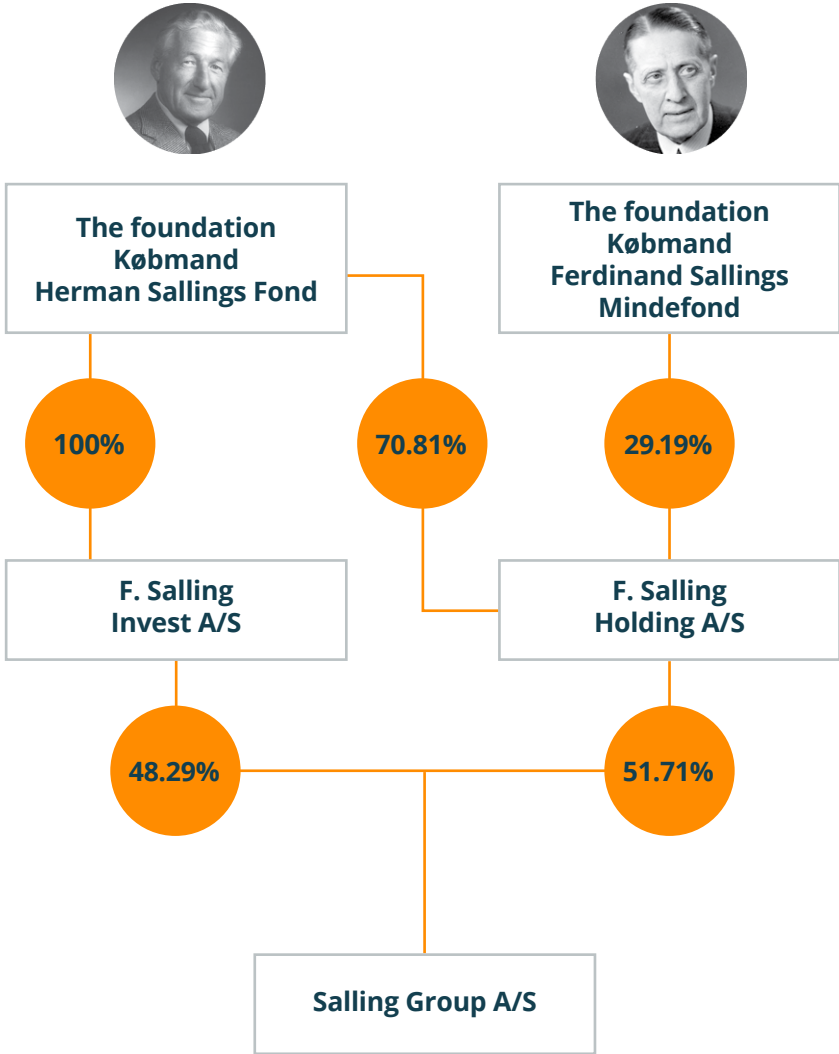 The foundation
Købmand
Herman Sallings Fond
The foundation
Købmand
Ferdinand Sallings
Mindefond
100%
70.81%
29.19%
F. Salling
Invest A/S
F. Salling
Holding A/S
48.29%
51.71%
Salling Group A/S